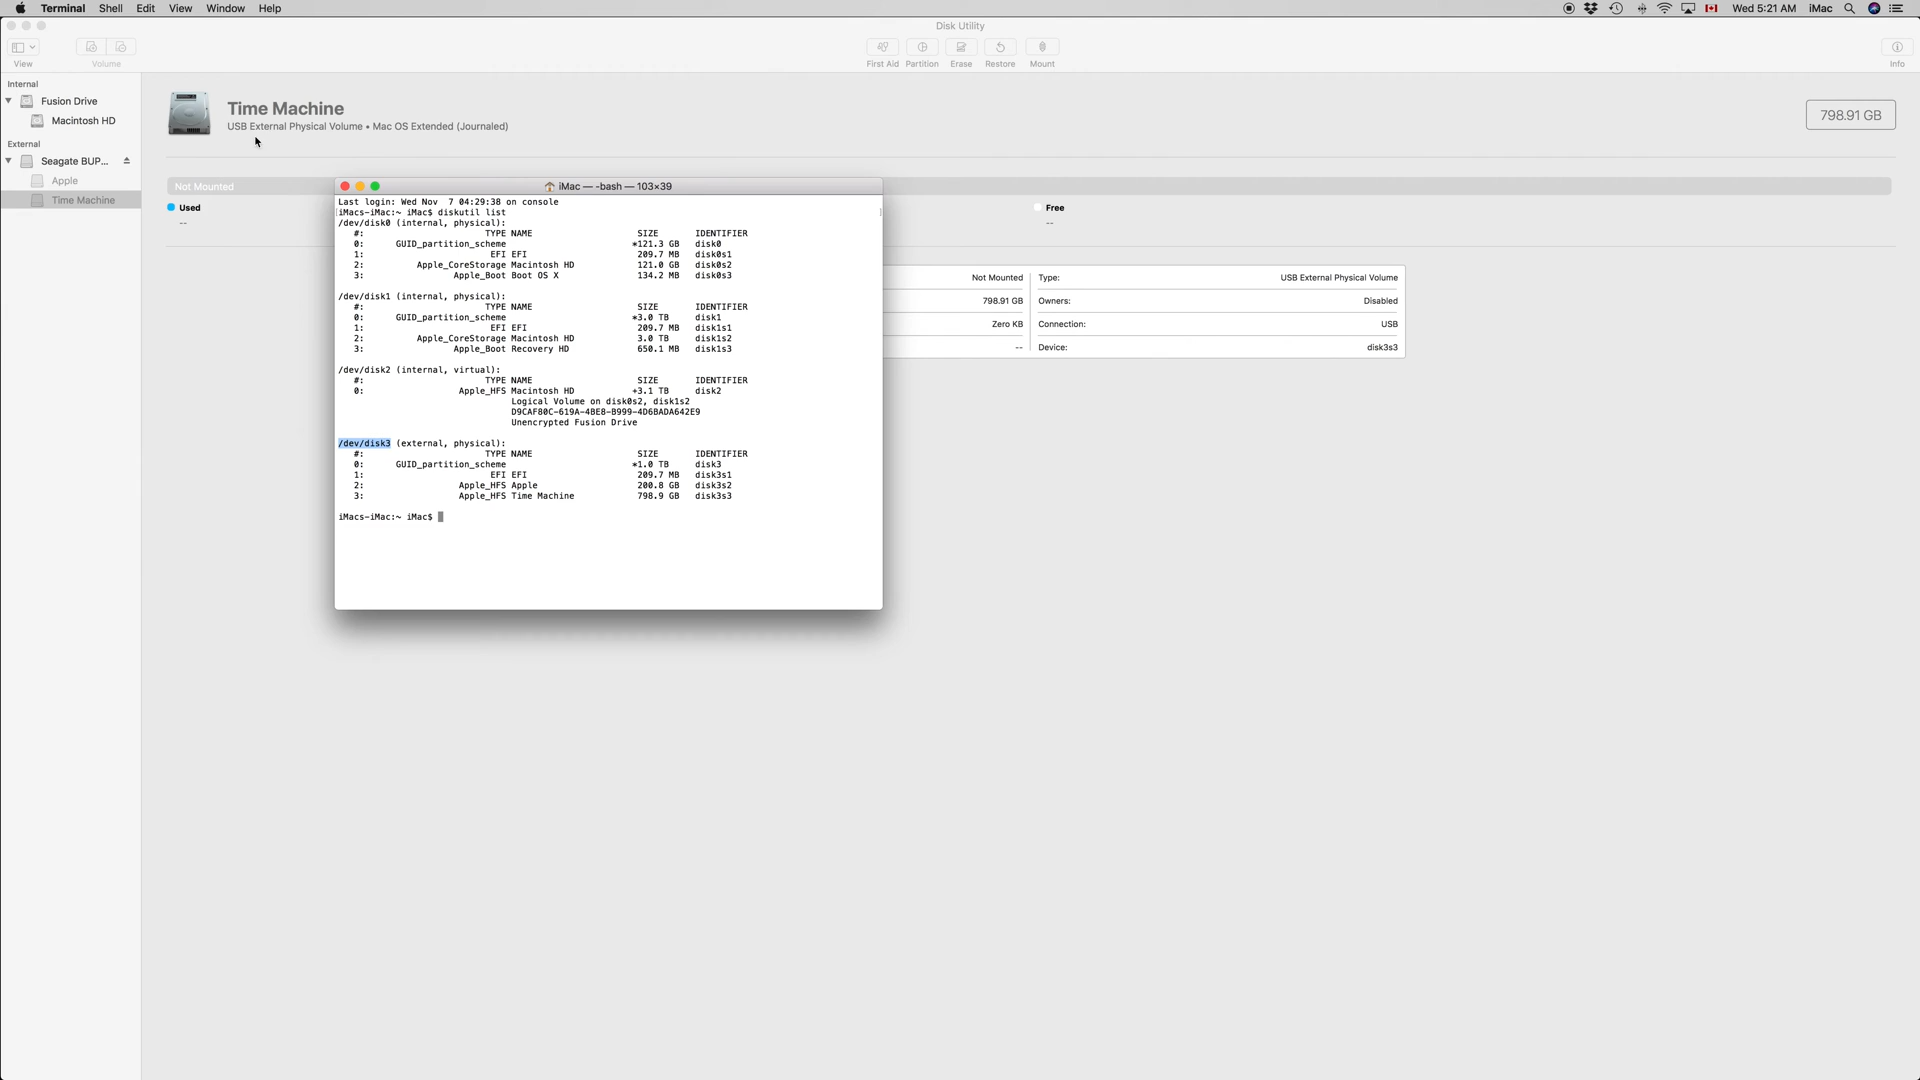 Terminal Shell Edit View Window Help Wed 5:21 AM iMac
Disk Utility
View Volume First Aid Partition Erase Restore Mount Info
Internal
Fusion Drive
Macintosh HD
External
Seagate BUP...
Apple
Time Machine
Time Machine
USB External Physical Volume • Mac OS Extended (Journaled)
798.91 GB
Not Mounted
Used
--
Free
--
Not Mounted
798.91 GB
Zero KB
--
Type: USB External Physical Volume
Owners: Disabled
Connection: USB
Device: disk3s3
iMac — -bash — 103×39
Last login: Wed Nov  7 04:29:38 on console
[iMacs-iMac:~ iMac$ diskutil list ]
/dev/disk0 (internal, physical):
#: TYPE NAME SIZE IDENTIFIER
0: GUID_partition_scheme *121.3 GB disk0
1: EFI EFI 209.7 MB disk0s1
2: Apple_CoreStorage Macintosh HD 121.0 GB disk0s2
3: Apple_Boot Boot OS X 134.2 MB disk0s3
/dev/disk1 (internal, physical):
#: TYPE NAME SIZE IDENTIFIER
0: GUID_partition_scheme *3.0 TB disk1
1: EFI EFI 209.7 MB disk1s1
2: Apple_CoreStorage Macintosh HD 3.0 TB disk1s2
3: Apple_Boot Recovery HD 650.1 MB disk1s3
/dev/disk2 (internal, virtual):
#: TYPE NAME SIZE IDENTIFIER
0: Apple_HFS Macintosh HD +3.1 TB disk2
Logical Volume on disk0s2, disk1s2
D9CAF80C-619A-4BE8-B999-4D6BADA642E9
Unencrypted Fusion Drive
/dev/disk3 (external, physical):
#: TYPE NAME SIZE IDENTIFIER
0: GUID_partition_scheme *1.0 TB disk3
1: EFI EFI 209.7 MB disk3s1
2: Apple_HFS Apple 200.8 GB disk3s2
3: Apple_HFS Time Machine 798.9 GB disk3s3
iMacs-iMac:~ iMac$